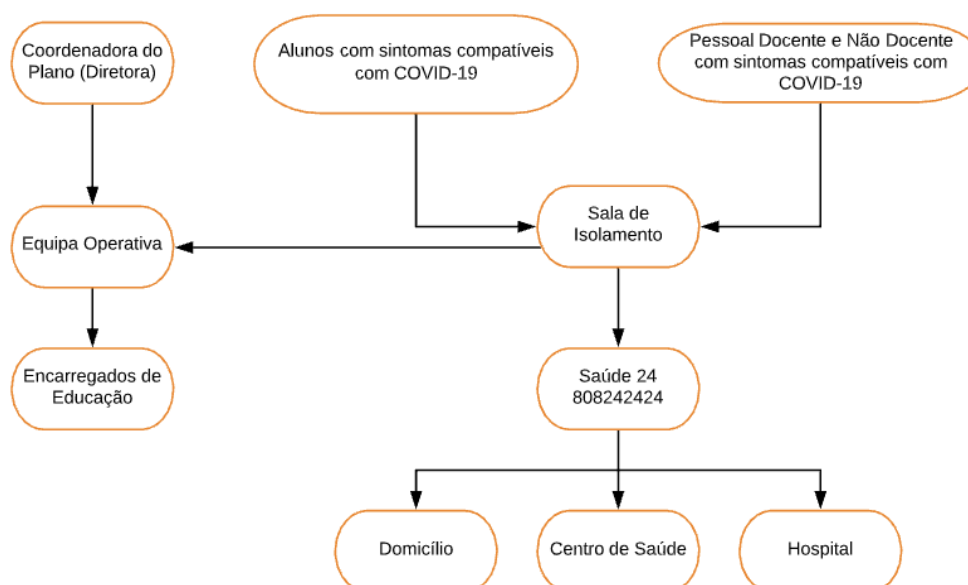 Coordenadora do
Plano (Diretora)
Alunos com sintomas compatíveis
com COVID-19
Pessoal Docente e Não Docente
com sintomas compatíveis com
COVID-19
Equipa Operativa
Sala de
Isolamento
Encarregados de
Educação
Saúde 24
808242424
Domicílio
Centro de Saúde
Hospital